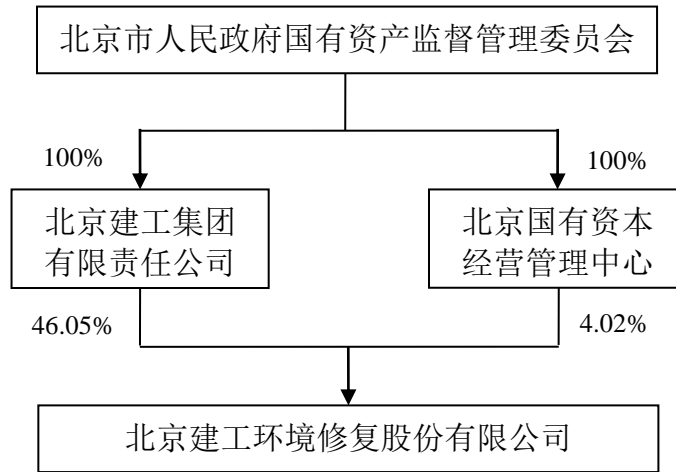 北京市人民政府国有资产监督管理委员会
100%
100%
北京建工集团
有限责任公司
北京国有资本
经营管理中心
46.05%
4.02%
北京建工环境修复股份有限公司